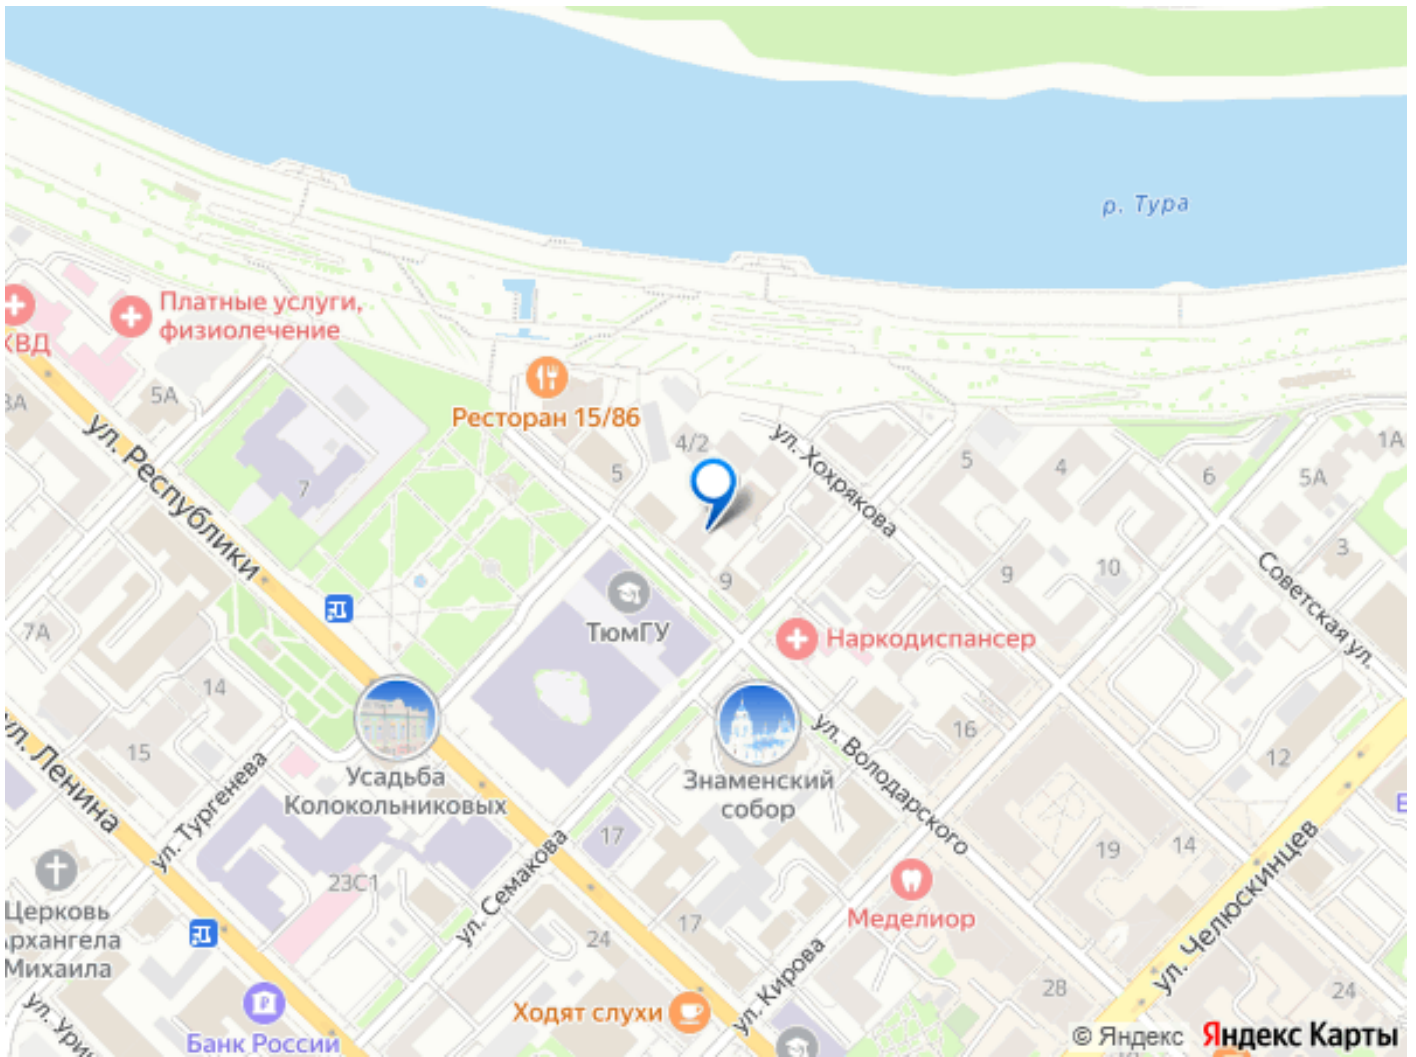 р. Тура
Платные услуги,
физиолечение
КВД
5А
3А
ул. Республики
7
Ресторан 15/86
4/2
5
ул. Хохрякова
5
4
6
5А
1А
3
9
9
10
Советская ул.
ТюмГУ
Наркодиспансер
7А
14
15
ул. Ленина
ул. Тургенева
Усадьба
Колокольниковых
Знаменский
собор
ул. Володарского
16
12
17
19
14
ул. Челюскинцев
23С1
ул. Семакова
Церковь
Архангела
Михаила
Меделиор
17
24
ул. Кирова
28
24
Ходят слухи
Банк России
© Яндекс Яндекс Карты
10